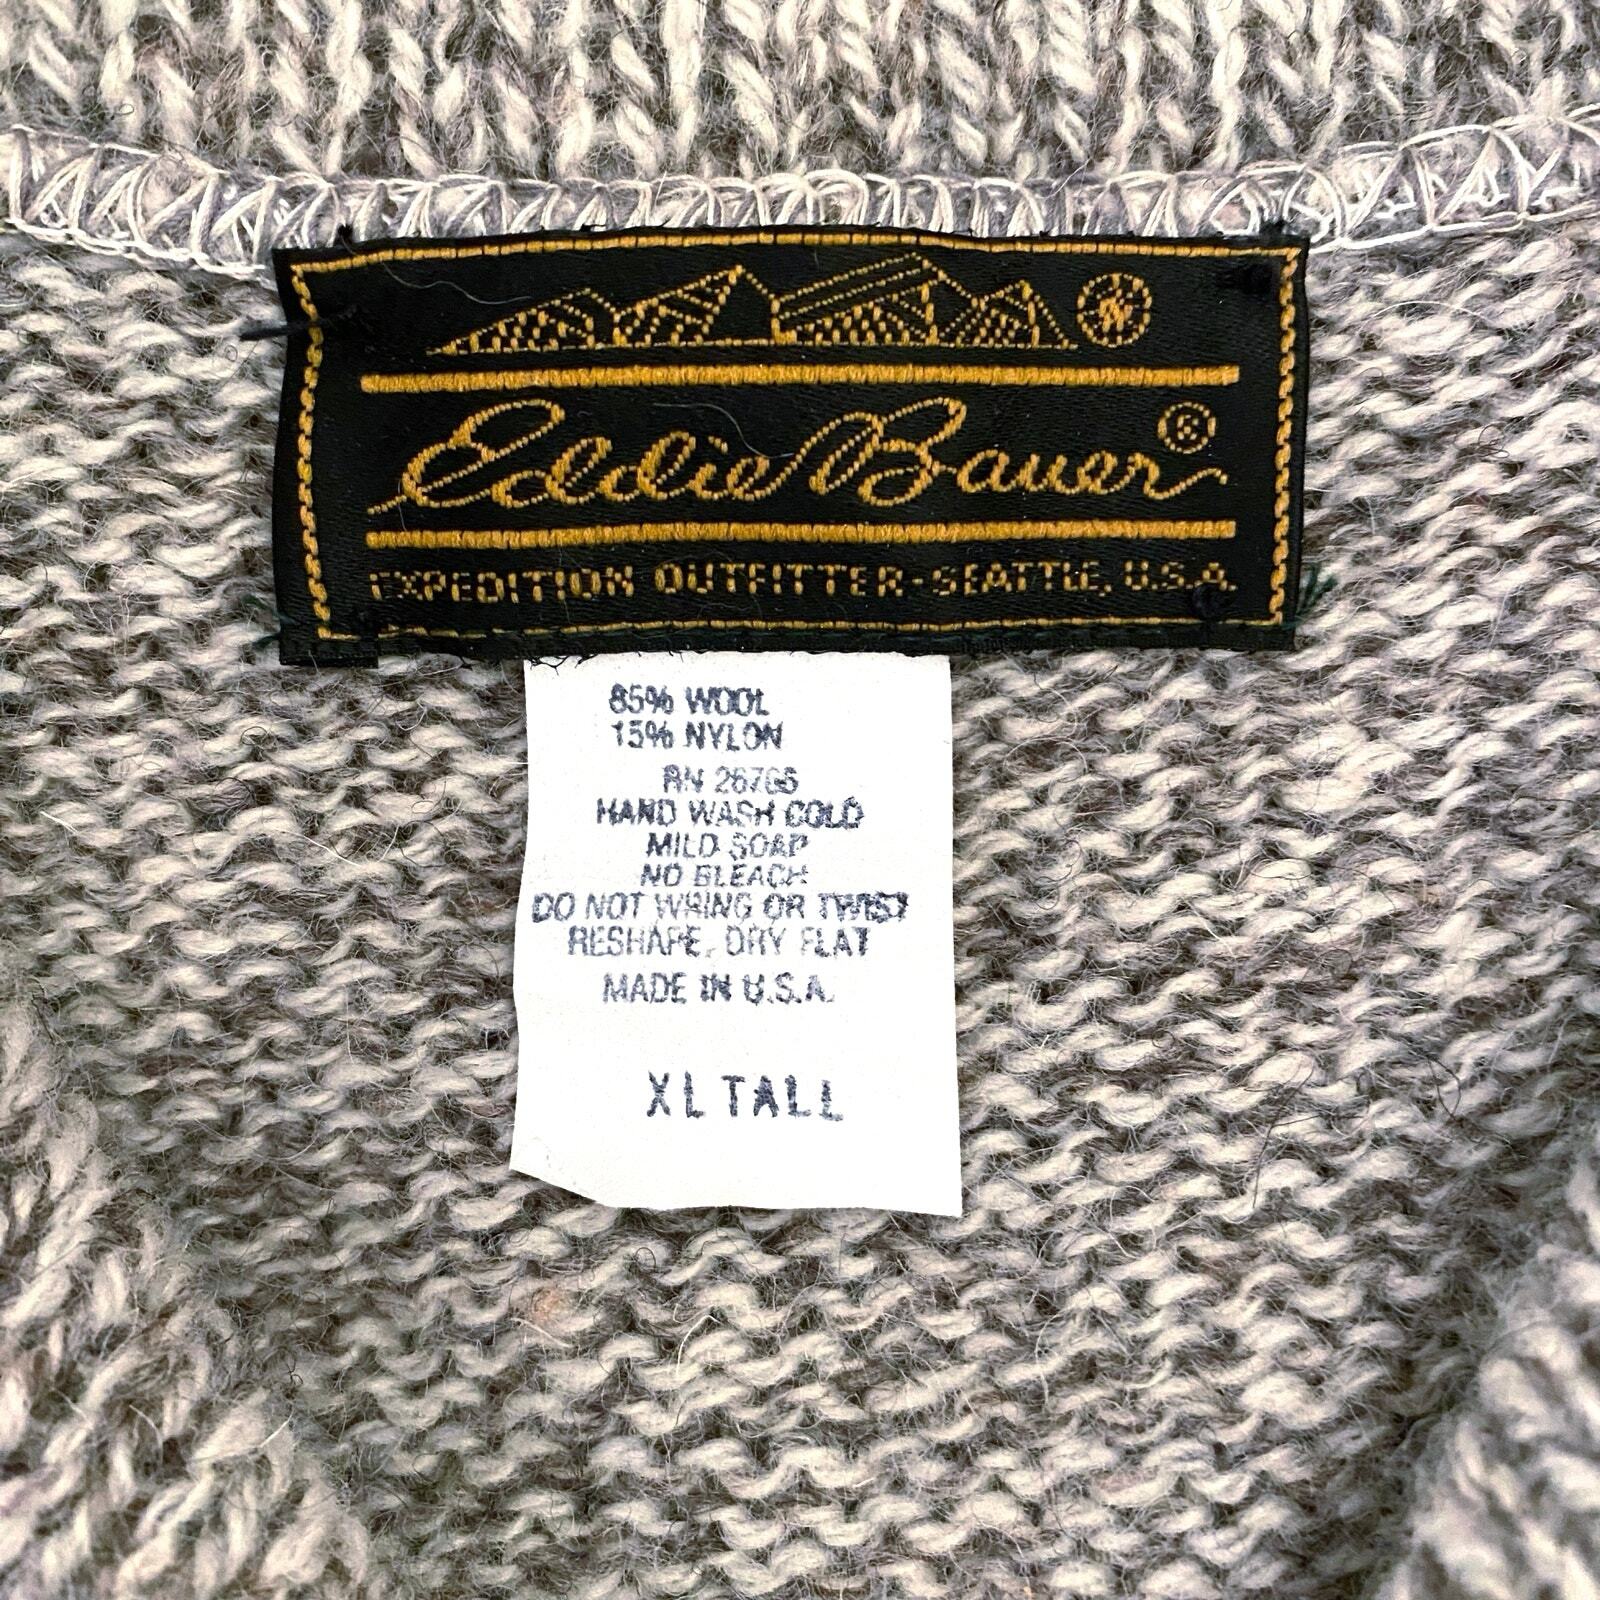 Eddie Bauer ®
EXPEDITION OUTFITTER-SEATTLE, U.S.A.
85% WOOL
15% NYLON
RN 26766
HAND WASH COLD
MILD SOAP
NO BLEACH
DO NOT WRING OR TWIST
RESHAPE, DRY FLAT
MADE IN U.S.A.
XL TALL